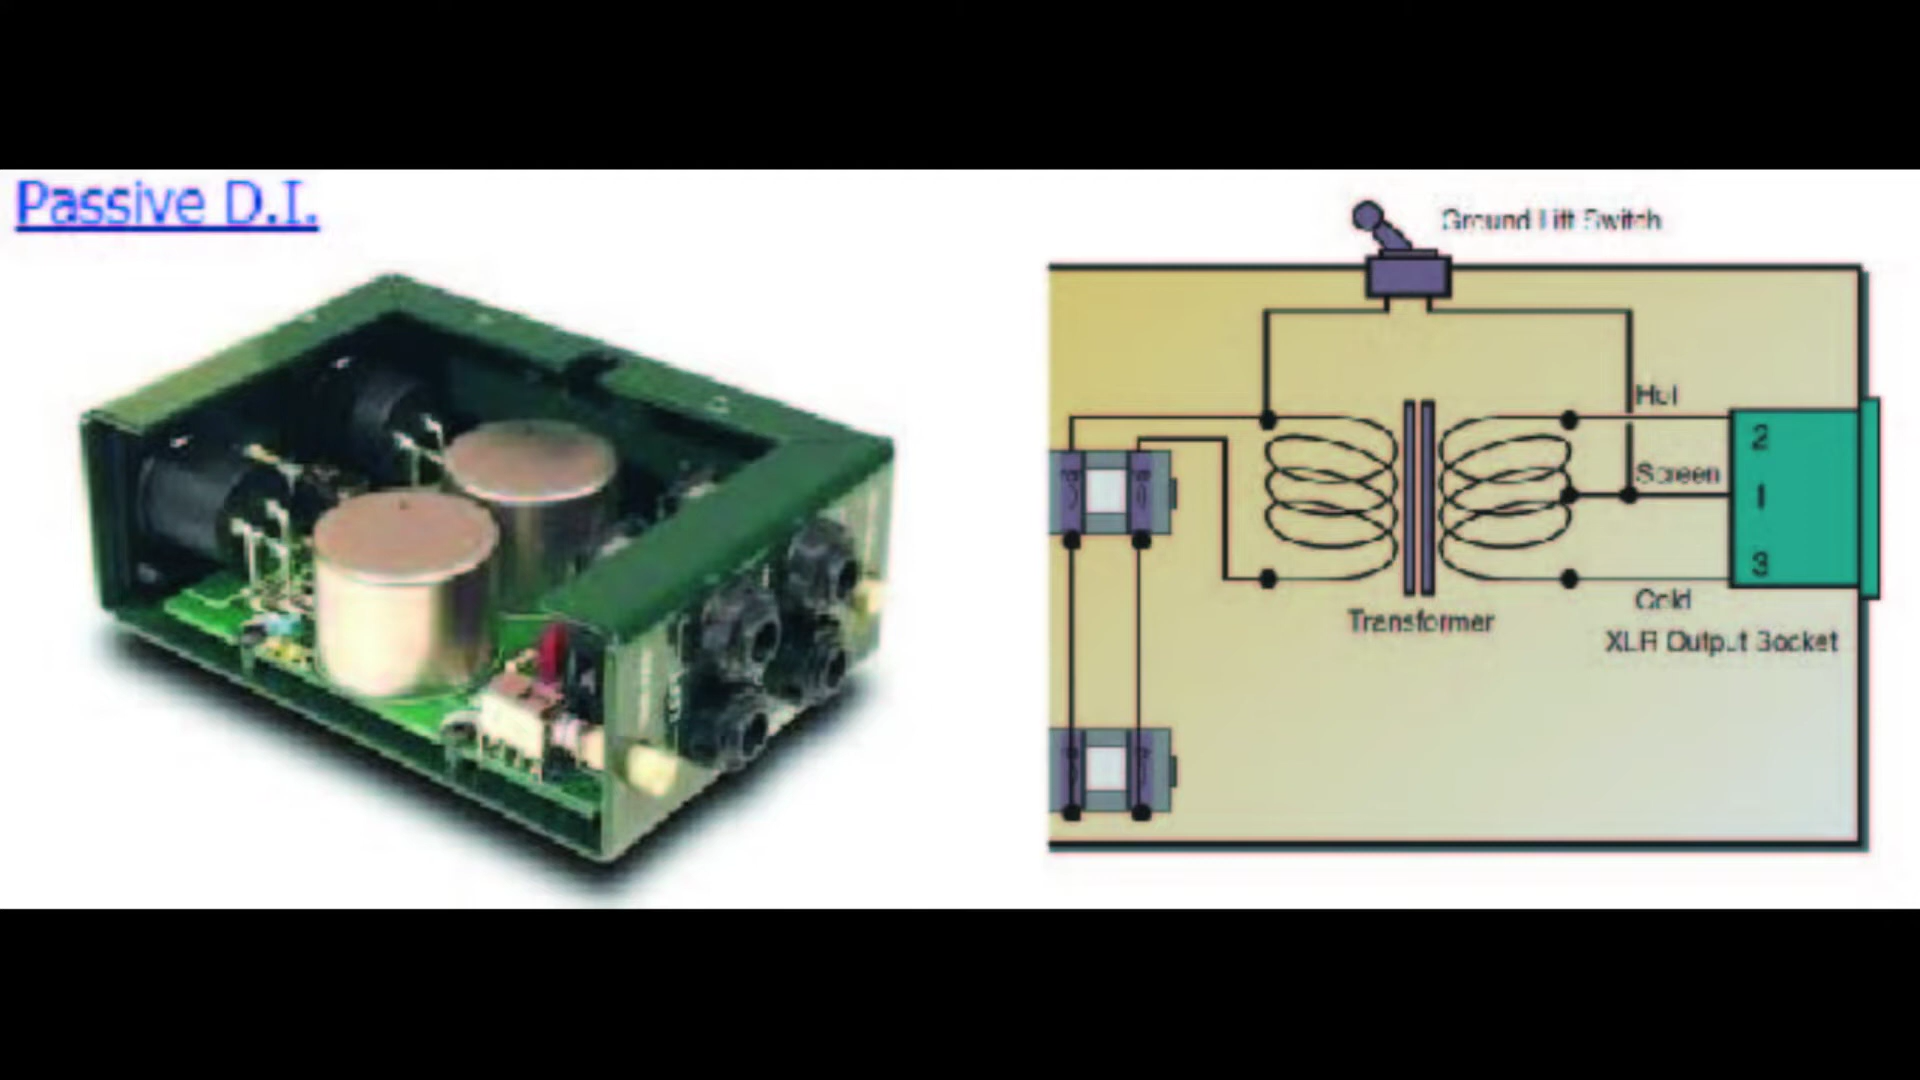 Passive D.I.
Ground Lift Switch
Hot
2
Screen
1
3
Cold
Transformer
XLR Output Socket